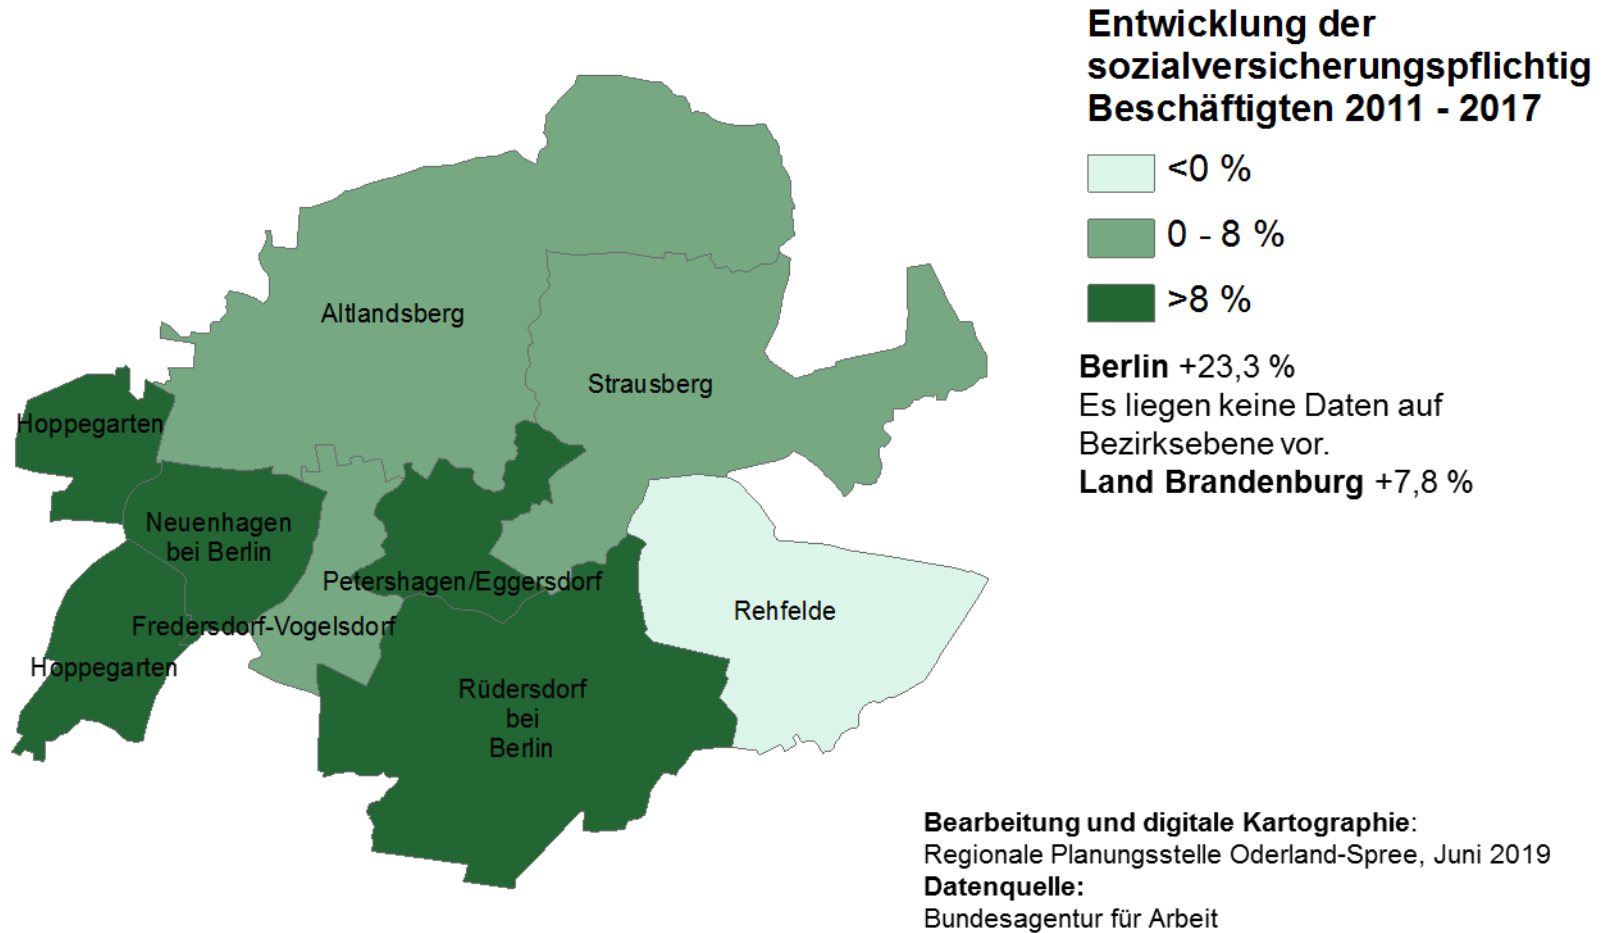 Entwicklung der
sozialversicherungspflichtig
Beschäftigten 2011 - 2017
<0 %
0 - 8 %
>8 %
Berlin +23,3 %
Es liegen keine Daten auf
Bezirksebene vor.
Land Brandenburg +7,8 %
Altlandsberg
Strausberg
Hoppegarten
Neuenhagen
bei Berlin
Petershagen/Eggersdorf
Rehfelde
Fredersdorf-Vogelsdorf
Hoppegarten
Rüdersdorf
bei
Berlin
Bearbeitung und digitale Kartographie:
Regionale Planungsstelle Oderland-Spree, Juni 2019
Datenquelle:
Bundesagentur für Arbeit